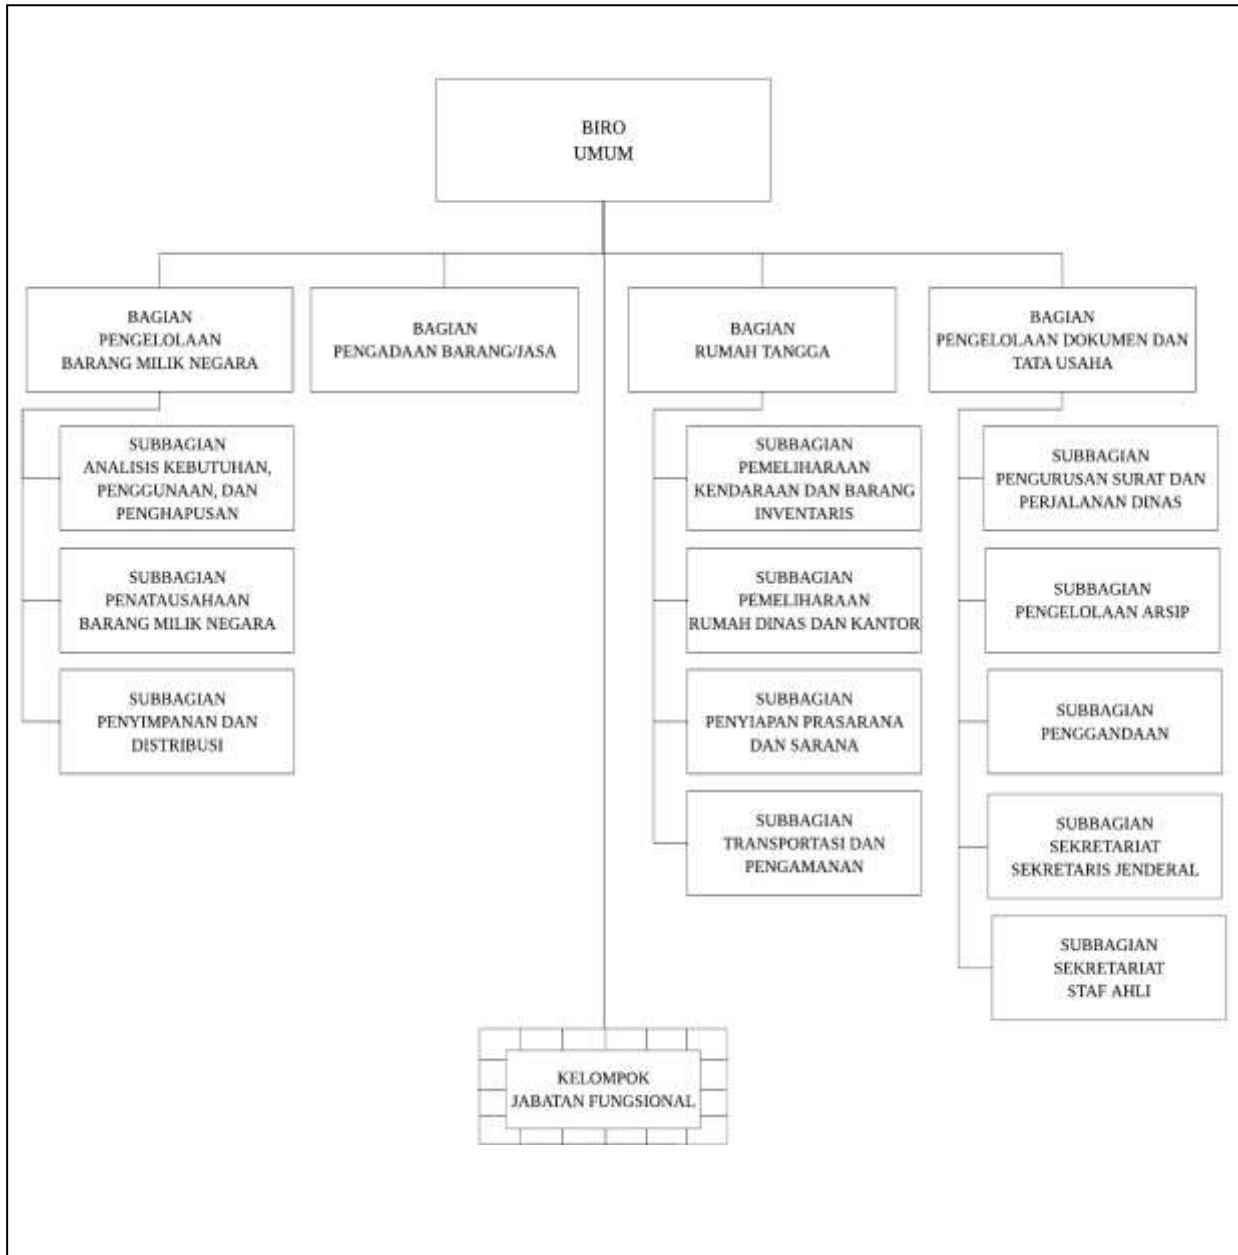 BIRO
UMUM
BAGIAN
PENGELOLAAN
BARANG MILIK NEGARA
BAGIAN
PENGADAAN BARANG/JASA
BAGIAN
RUMAH TANGGA
BAGIAN
PENGELOLAAN DOKUMEN DAN
TATA USAHA
SUBBAGIAN
ANALISIS KEBUTUHAN,
PENGGUNAAN, DAN
PENGHAPUSAN
SUBBAGIAN
PENATAUSAHAAN
BARANG MILIK NEGARA
SUBBAGIAN
PENYIMPANAN DAN
DISTRIBUSI
SUBBAGIAN
PEMELIHARAAN
KENDARAAN DAN BARANG
INVENTARIS
SUBBAGIAN
PEMELIHARAAN
RUMAH DINAS DAN KANTOR
SUBBAGIAN
PENYIAPAN PRASARANA
DAN SARANA
SUBBAGIAN
TRANSPORTASI DAN
PENGAMANAN
SUBBAGIAN
PENGURUSAN SURAT DAN
PERJALANAN DINAS
SUBBAGIAN
PENGELOLAAN ARSIP
SUBBAGIAN
PENGGANDAAN
SUBBAGIAN
SEKRETARIAT
SEKRETARIS JENDERAL
SUBBAGIAN
SEKRETARIAT
STAF AHLI
KELOMPOK
JABATAN FUNGSIONAL